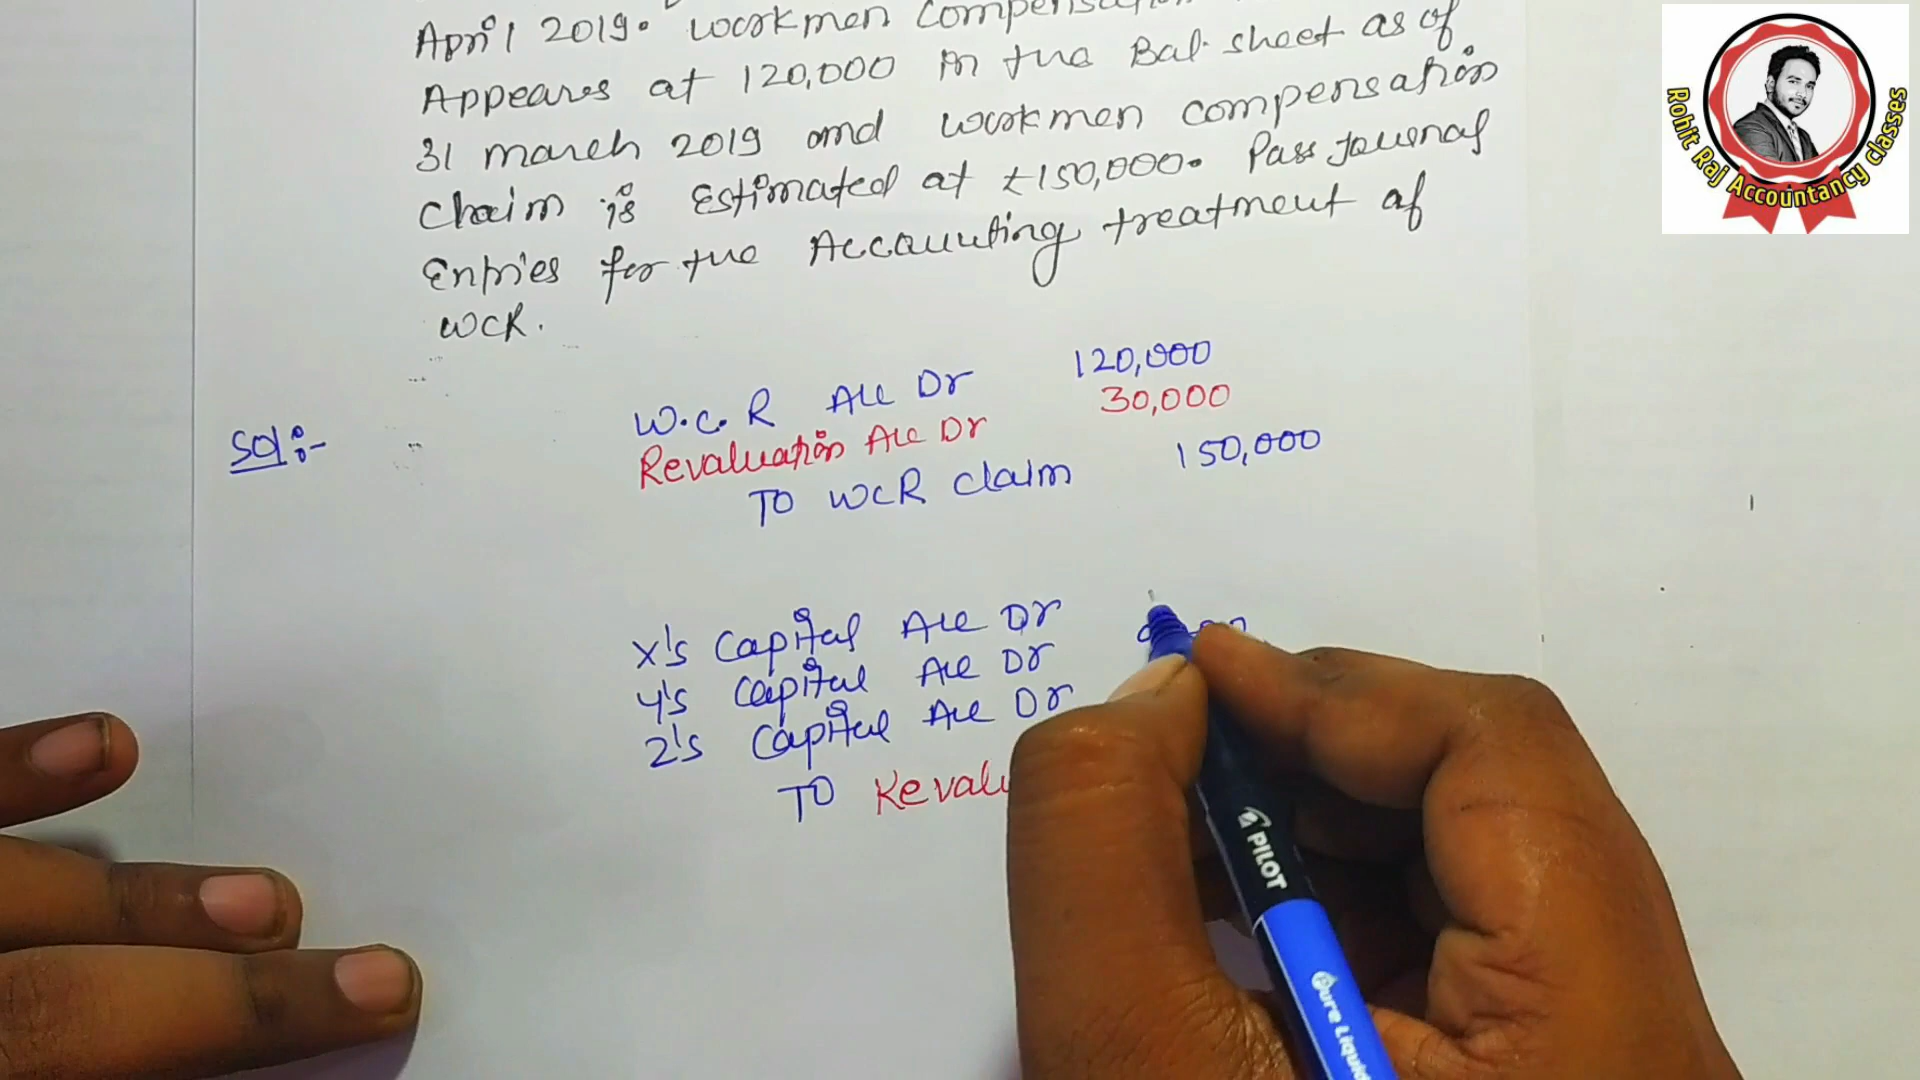 April 2019. Workmen Compensation
Appears at 120,000 in the Bal. sheet as of
31 march 2019 and workmen compensation
claim is Estimated at ₹150,000. Pass Journal
Entries for the Accounting treatment of
WCR.
Sol:-
W.C.R A/c Dr 120,000
Revaluation A/c Dr 30,000
TO WCR claim 150,000
X's Capital A/c Dr
Y's Capital A/c Dr
Z's Capital A/c Dr
TO Revalu
Rohit Raj Accountancy classes
PILOT
Pure Liquid